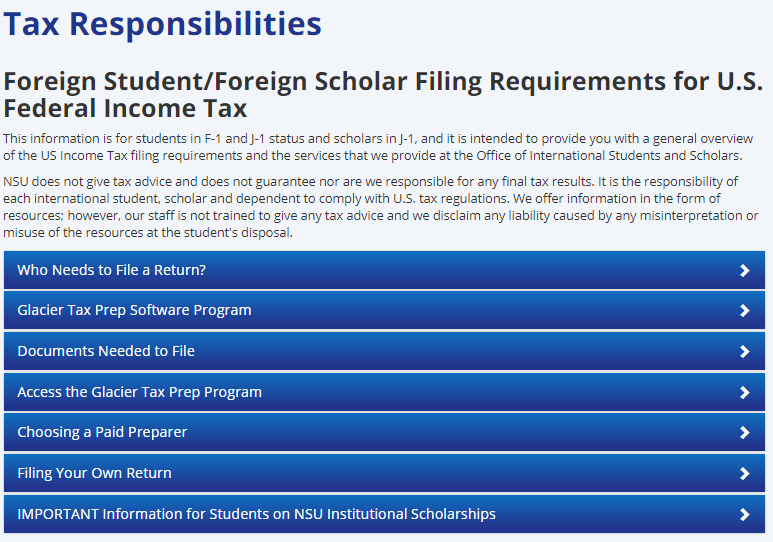 Tax Responsibilities
Foreign Student/Foreign Scholar Filing Requirements for U.S.
Federal Income Tax
This information is for students in F-1 and J-1 status and scholars in J-1, and it is intended to provide you with a general overview
of the US Income Tax filing requirements and the services that we provide at the Office of International Students and Scholars.
NSU does not give tax advice and does not guarantee nor are we responsible for any final tax results. It is the responsibility of
each international student, scholar and dependent to comply with U.S. tax regulations. We offer information in the form of
resources; however, our staff is not trained to give any tax advice and we disclaim any liability caused by any misinterpretation or
misuse of the resources at the student's disposal.
Who Needs to File a Return?
Glacier Tax Prep Software Program
Documents Needed to File
Access the Glacier Tax Prep Program
Choosing a Paid Preparer
Filing Your Own Return
IMPORTANT Information for Students on NSU Institutional Scholarships